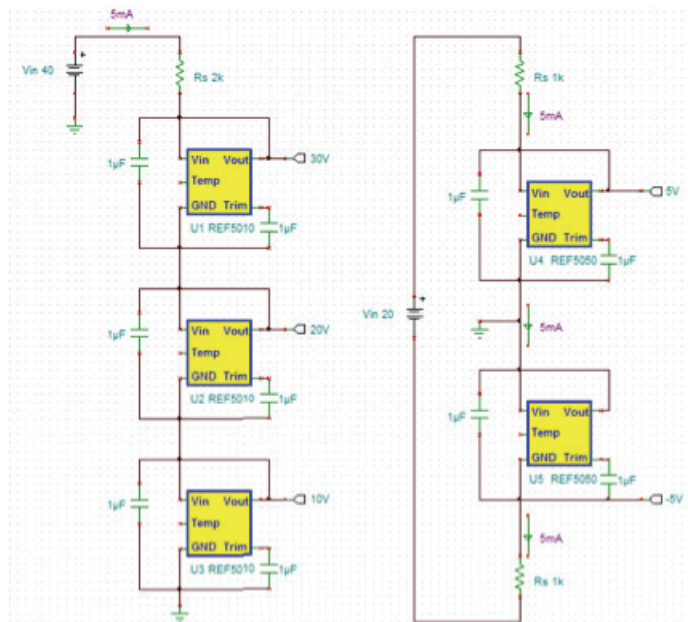 5mA
Vin 40
Rs 2k
1µF
Vin Vout
30V
Temp
GND Trim
U1 REF5010
1µF
1µF
Vin Vout
20V
Temp
GND Trim
U2 REF5010
1µF
1µF
Vin Vout
10V
Temp
GND Trim
U3 REF5010
1µF
Rs 1k
5mA
1µF
Vin Vout
5V
Temp
GND Trim
U4 REF5050
1µF
Vin 20
5mA
1µF
Vin Vout
Temp
GND Trim
U5 REF5050
1µF
-5V
5mA
Rs 1k